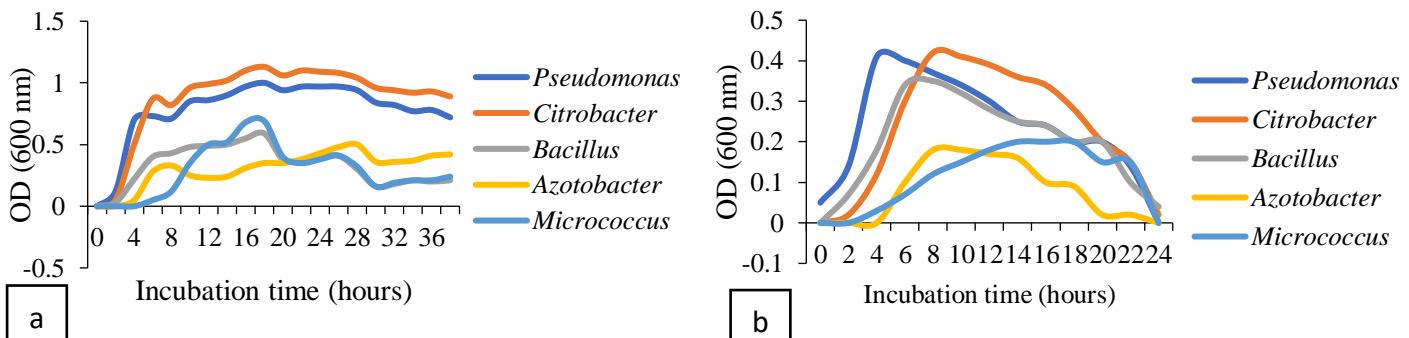 1.5
1
0.5
0
-0.5
OD (600 nm)
0 4 8 12 16 20 24 28 32 36
Incubation time (hours)
Pseudomonas
Citrobacter
Bacillus
Azotobacter
Micrococcus
a
0.5
0.4
0.3
0.2
0.1
0
-0.1
OD (600 nm)
0 2 4 6 8 10 12 14 16 18 20 22 24
Incubation time (hours)
Pseudomonas
Citrobacter
Bacillus
Azotobacter
Micrococcus
b